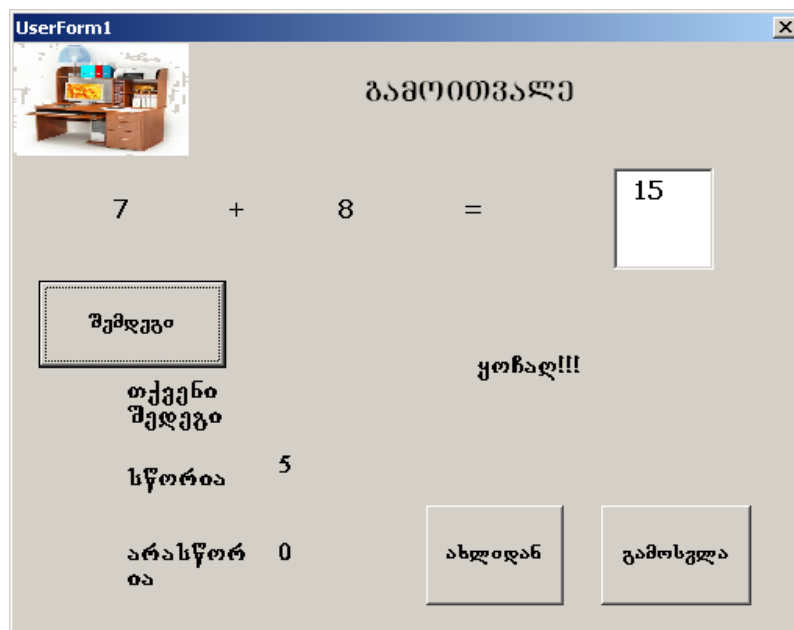 UserForm1
გამოითვალე
7 + 8 = 15
შემდეგი
ყოჩაღ!!!
თქვენი
შედეგი
სწორია 5
არასწორ 0
ია
ახლიდან
გამოსვლა